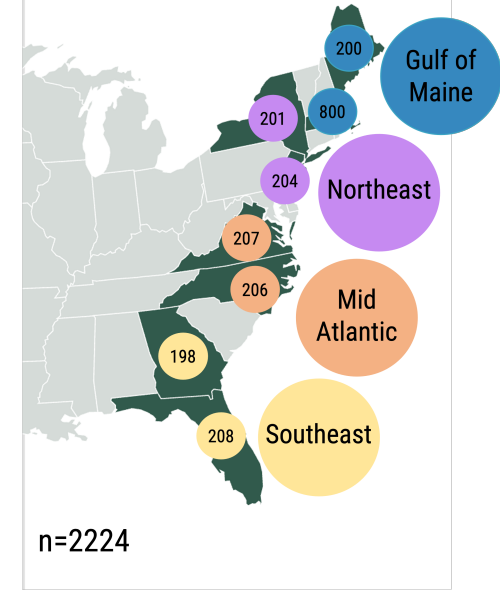 200
Gulf of
Maine
201
800
204
Northeast
207
206
Mid
Atlantic
198
208
Southeast
n=2224